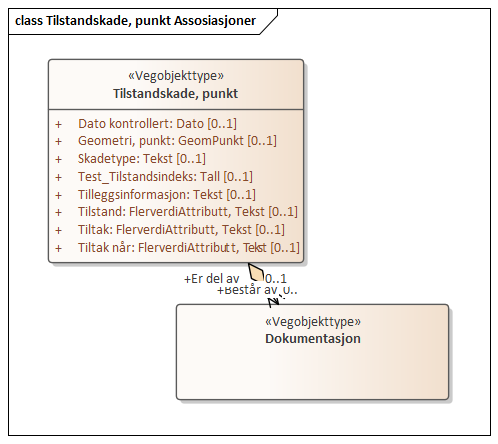 class Tilstandskade, punkt Assosiasjoner
«Vegobjekttype»
Tilstandskade, punkt
+ Dato kontrollert: Dato [0..1]
+ Geometri, punkt: GeomPunkt [0..1]
+ Skadetype: Tekst [0..1]
+ Test_Tilstandsindeks: Tall [0..1]
+ Tilleggsinformasjon: Tekst [0..1]
+ Tilstand: FlerverdiAttributt, Tekst [0..1]
+ Tiltak: FlerverdiAttributt, Tekst [0..1]
+ Tiltak når: FlerverdiAttributt, Tekst [0..1]
+Er del av 0..1
+Består av 0..
«Vegobjekttype»
Dokumentasjon